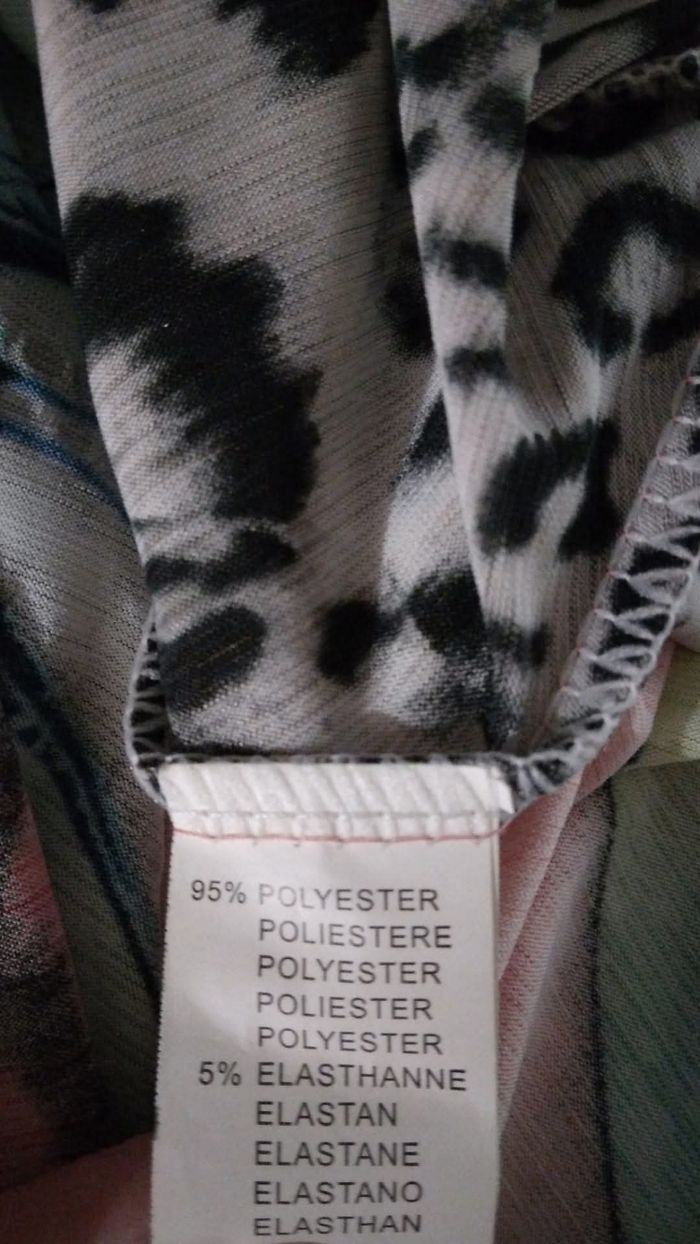 95% POLYESTER
POLIESTERE
POLYESTER
POLIESTER
POLYESTER
5% ELASTHANNE
ELASTAN
ELASTANE
ELASTANO
ELASTHAN